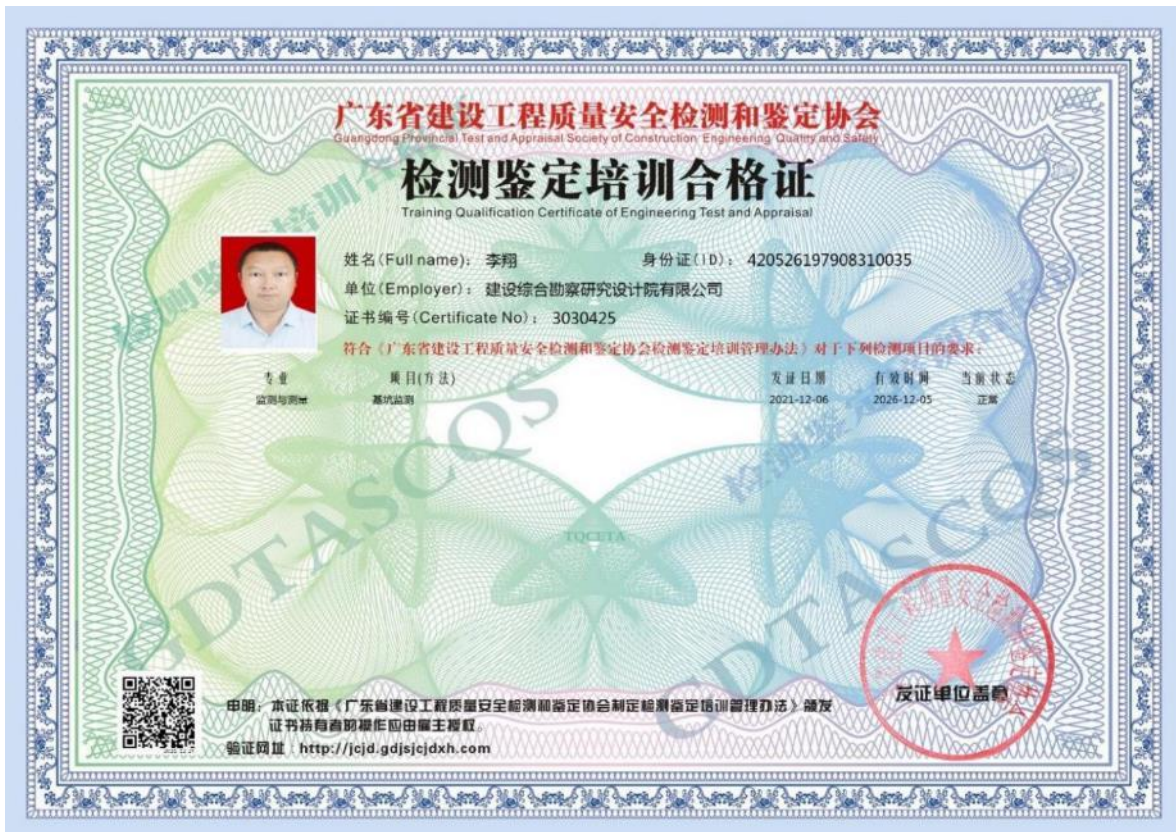 广东省建设工程质量安全检测和鉴定协会
Guangdong Provincial Test and Appraisal Society of Construction Engineering Quality and Safety
检测鉴定培训合格证
Training Qualification Certificate of Engineering Test and Appraisal
姓名(Full name)： 李翔 身份证(ID)： 420526197908310035
单位(Employer)： 建设综合勘察研究设计院有限公司
证书编号(Certificate No)： 3030425
符合《广东省建设工程质量安全检测和鉴定协会检测鉴定培训管理办法》对于下列检测项目的要求：
专业 项目(方法) 发证日期 有效时间 当前状态
监测与测量 基坑监测 2021-12-06 2026-12-05 正常
GDTASCQS
检测鉴定
TQCETA
GDTASCQS
发证单位盖章
申明：本证依据《广东省建设工程质量安全检测和鉴定协会制定检测鉴定培训管理办法》颁发
证书持有者的操作应由雇主授权。
验证网址：http://jcjd.gdjsjcjdxh.com